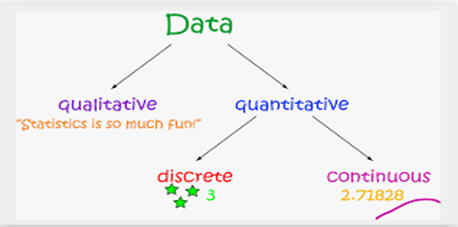 Data
qualitative
quantitative
"Statistics is so much fun!"
discrete
continuous
3
2.71828